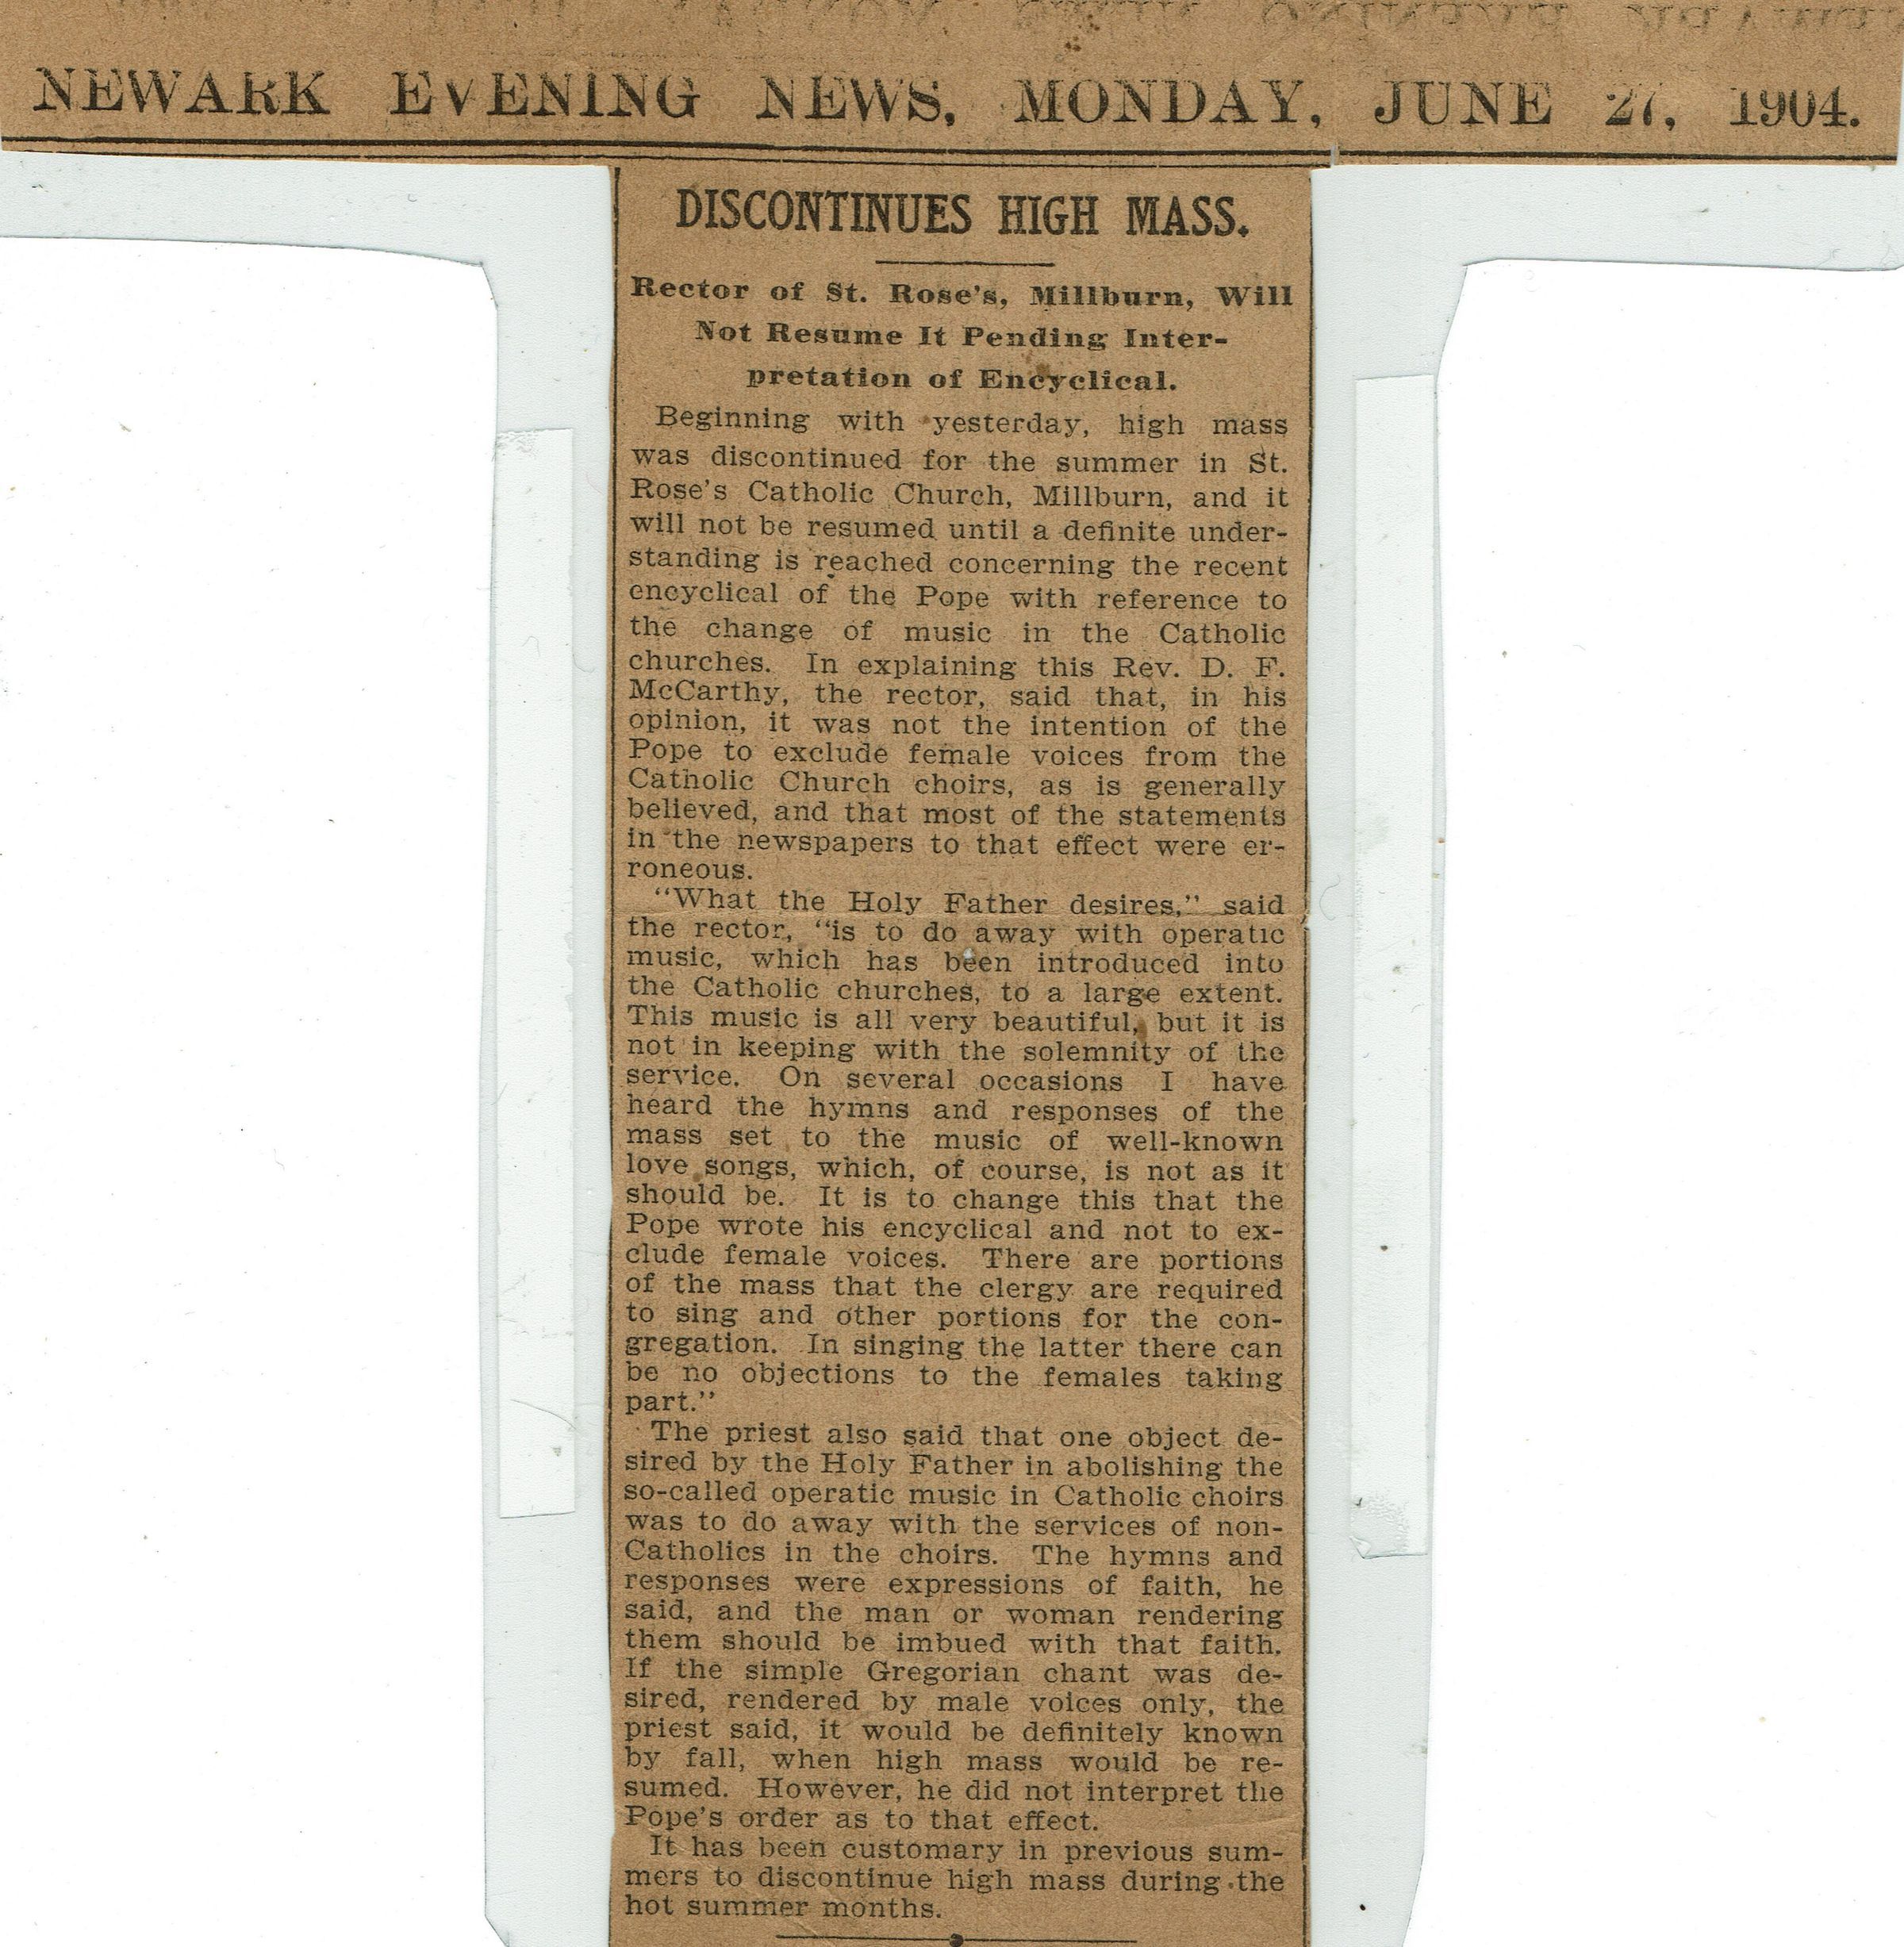 NEWARK EVENING NEWS, MONDAY, JUNE 27, 1904.
DISCONTINUES HIGH MASS.
Rector of St. Rose's, Millburn, Will
Not Resume It Pending Inter-
pretation of Encyclical.
Beginning with yesterday, high mass
was discontinued for the summer in St.
Rose's Catholic Church, Millburn, and it
will not be resumed until a definite under-
standing is reached concerning the recent
encyclical of the Pope with reference to
the change of music in the Catholic
churches. In explaining this Rev. D. F.
McCarthy, the rector, said that, in his
opinion, it was not the intention of the
Pope to exclude female voices from the
Catholic Church choirs, as is generally
believed, and that most of the statements
in the newspapers to that effect were er-
roneous.
"What the Holy Father desires," said
the rector, "is to do away with operatic
music, which has been introduced into
the Catholic churches, to a large extent.
This music is all very beautiful, but it is
not in keeping with the solemnity of the
service. On several occasions I have
heard the hymns and responses of the
mass set to the music of well-known
love songs, which, of course, is not as it
should be. It is to change this that the
Pope wrote his encyclical and not to ex-
clude female voices. There are portions
of the mass that the clergy are required
to sing and other portions for the con-
gregation. In singing the latter there can
be no objections to the females taking
part."
The priest also said that one object de-
sired by the Holy Father in abolishing the
so-called operatic music in Catholic choirs
was to do away with the services of non-
Catholics in the choirs. The hymns and
responses were expressions of faith, he
said, and the man or woman rendering
them should be imbued with that faith.
If the simple Gregorian chant was de-
sired, rendered by male voices only, the
priest said, it would be definitely known
by fall, when high mass would be re-
sumed. However, he did not interpret the
Pope's order as to that effect.
It has been customary in previous sum-
mers to discontinue high mass during the
hot summer months.